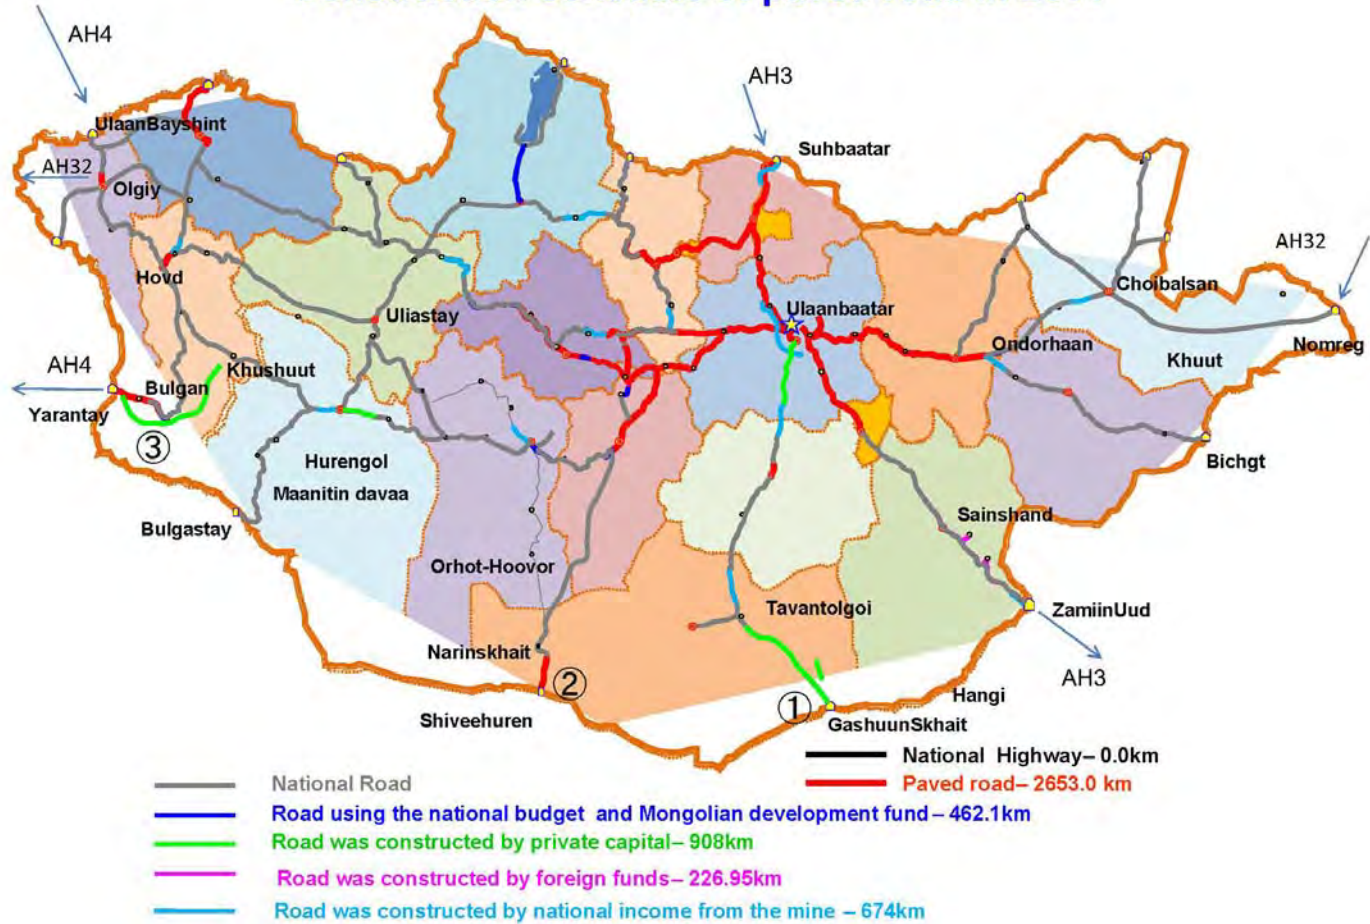 AH4
AH3
UlaanBayshint
Suhbaatar
AH32
Olgiy
AH32
Hovd
Choibalsan
Ulaanbaatar
Uliastay
Ondorhaan
Nomreg
Khuut
AH4
Bulgan
Khushuut
Yarantay
③
Hurengol
Bichgt
Maanitin davaa
Sainshand
Bulgastay
Orhot-Hoovor
Tavantolgoi
ZamiinUud
Narinskhait
AH3
②
Hangi
①
Shiveehuren
GashuunSkhait
National Highway– 0.0km
National Road
Paved road– 2653.0 km
Road using the national budget and Mongolian development fund – 462.1km
Road was constructed by private capital– 908km
Road was constructed by foreign funds– 226.95km
Road was constructed by national income from the mine – 674km